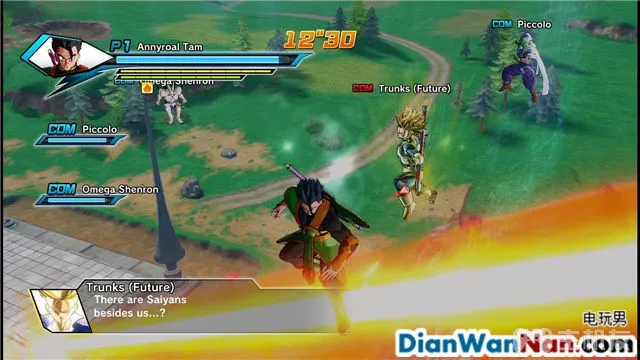 P1 Annyroal Tam
12"30
COM Piccolo
COM Omega Shenron
COM Trunks (Future)
COM Piccolo
COM Omega Shenron
Trunks (Future)
There are Saiyans
besides us...?
电玩男
DianWanNan.com